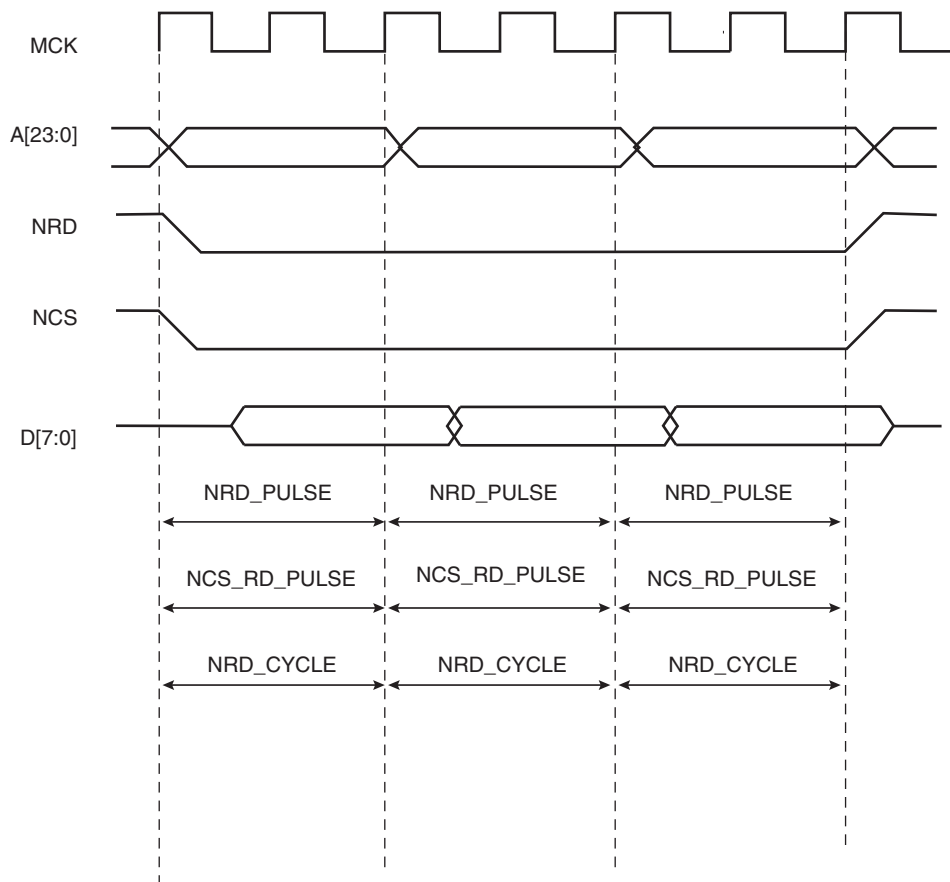 MCK
A[23:0]
NRD
NCS
D[7:0]
NRD_PULSE NRD_PULSE NRD_PULSE
NCS_RD_PULSE NCS_RD_PULSE NCS_RD_PULSE
NRD_CYCLE NRD_CYCLE NRD_CYCLE